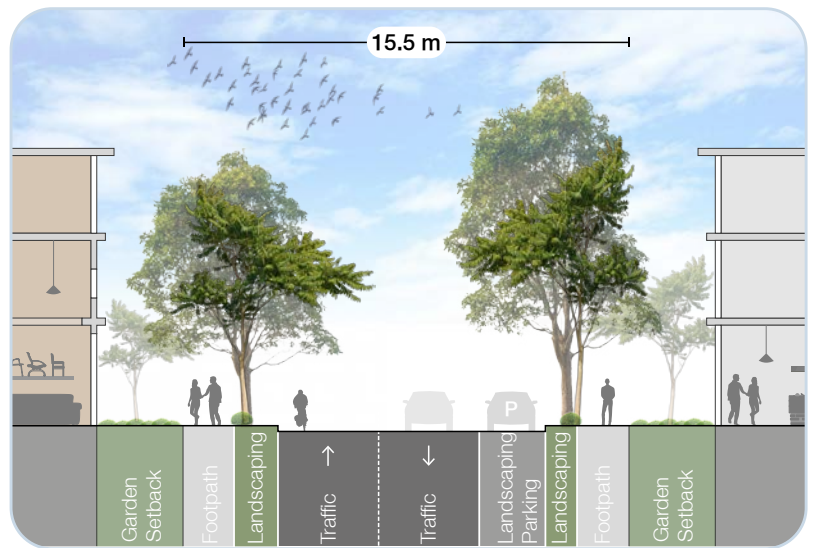 15.5 m
P
Garden
Setback
Footpath
Landscaping
Traffic
Traffic
Landscaping
Parking
Landscaping
Footpath
Garden
Setback